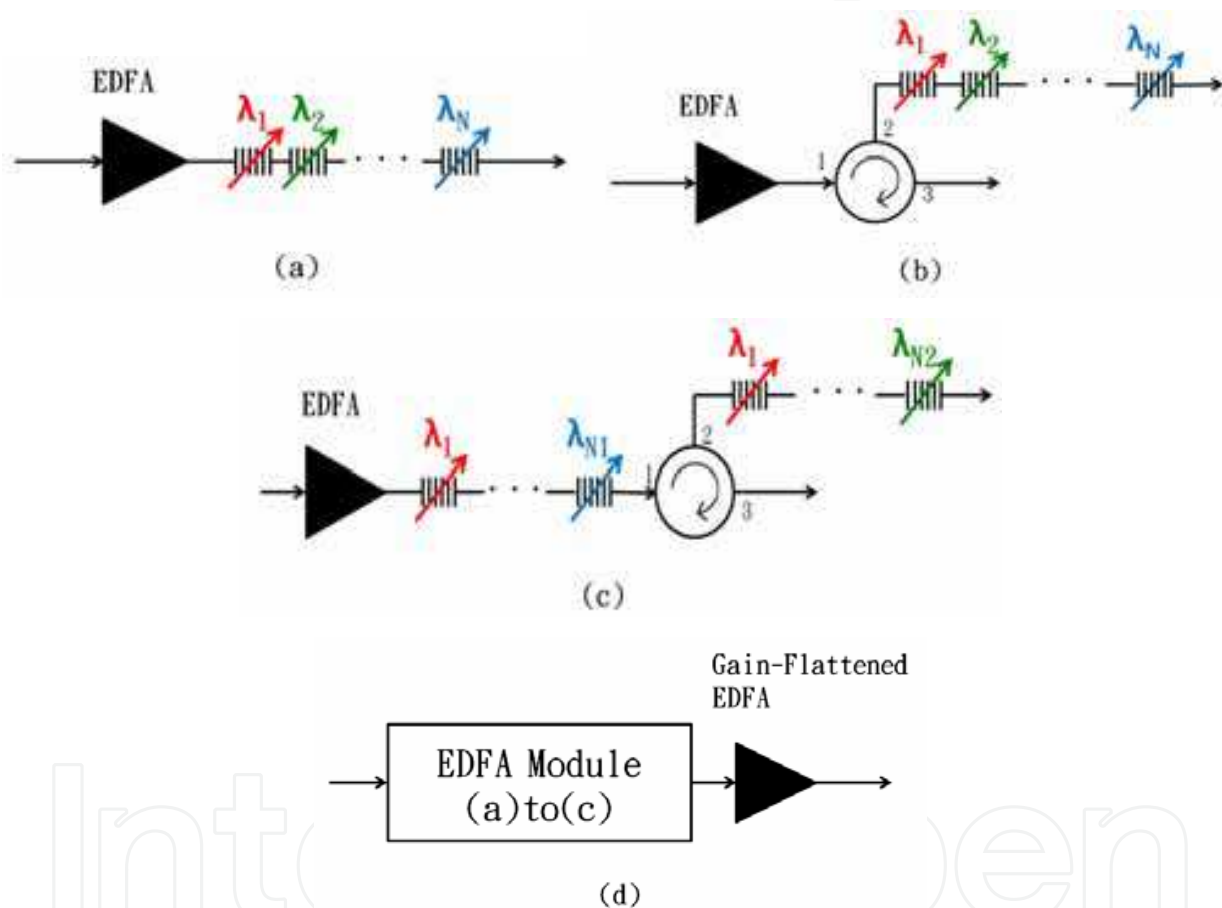 EDFA
λ1 λ2 · · · λN
(a)
EDFA
λ1 λ2 · · · λN
1 2 3
(b)
EDFA
λ1 · · · λN1
λ1 · · · λN2
1 2 3
(c)
Gain-Flattened
EDFA
EDFA Module
(a)to(c)
(d)